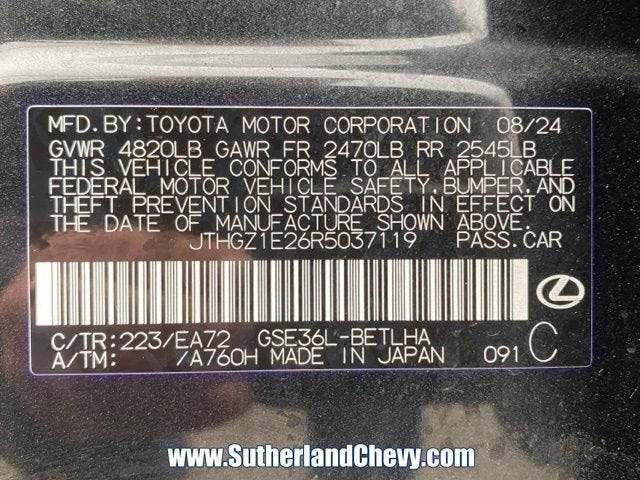 MFD.BY:TOYOTA MOTOR CORPORATION 08/24
GVWR 4820LB GAWR FR 2470LB RR 2545LB
THIS VEHICLE CONFORMS TO ALL APPLICABLE
FEDERAL MOTOR VEHICLE SAFETY,BUMPER,AND
THEFT PREVENTION STANDARDS IN EFFECT ON
THE DATE OF MANUFACTURE SHOWN ABOVE.
JTHGZ1E26R5037119 PASS.CAR
C/TR:223/EA72 GSE36L-BETLHA
A/TM: /A760H MADE IN JAPAN 091 C
www.SutherlandChevy.com